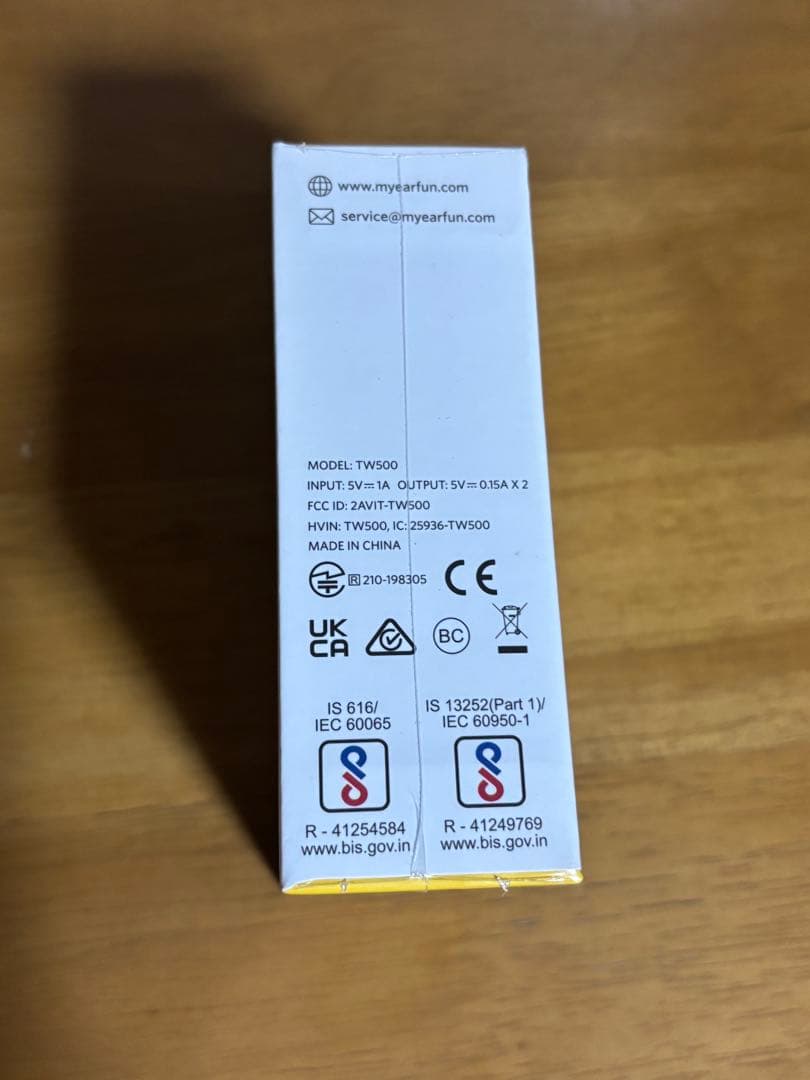 www.myearfun.com
service@myearfun.com
MODEL: TW500
INPUT: 5V⎓1A OUTPUT: 5V⎓0.15A X 2
FCC ID: 2AVIT-TW500
HVIN: TW500, IC: 25936-TW500
MADE IN CHINA
R 210-198305 CE
UK
CA BC
IS 616/
IEC 60065
R - 41254584
www.bis.gov.in
IS 13252(Part 1)/
IEC 60950-1
R - 41249769
www.bis.gov.in